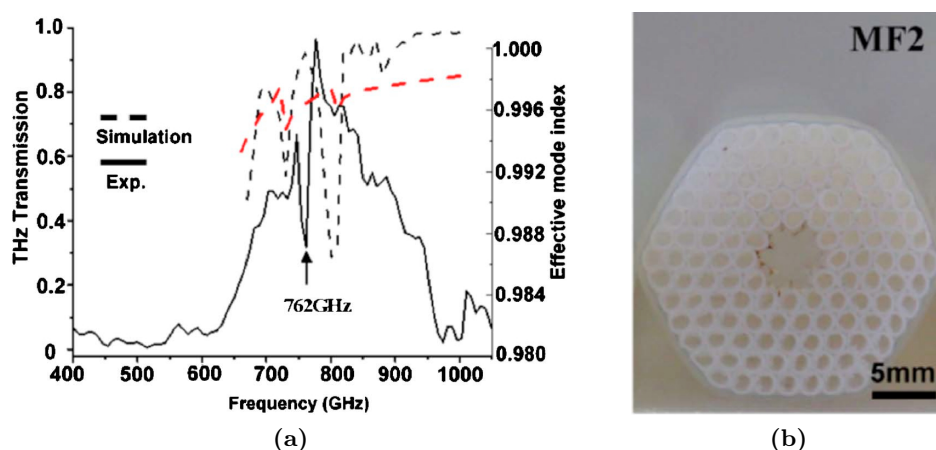 THz Transmission
1.0
0.8
0.6
0.4
0.2
0
Simulation
Exp.
762GHz
1.000
0.996
0.992
0.988
0.984
0.980
Effective mode index
400 500 600 700 800 900 1000
Frequency (GHz)
(a)
MF2
5mm
(b)